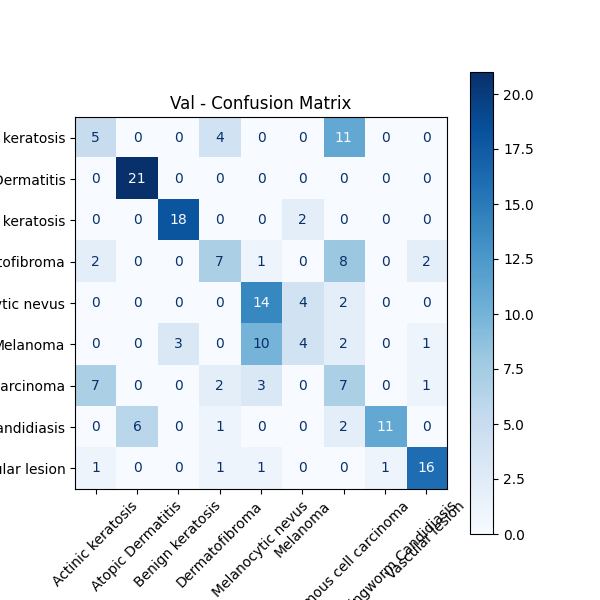 Val - Confusion Matrix
keratosis 5 0 0 4 0 0 11 0 0
Dermatitis 0 21 0 0 0 0 0 0 0
keratosis 0 0 18 0 0 2 0 0 0
tofibroma 2 0 0 7 1 0 8 0 2
ytic nevus 0 0 0 0 14 4 2 0 0
Melanoma 0 0 3 0 10 4 2 0 1
arcinoma 7 0 0 2 3 0 7 0 1
andidiasis 0 6 0 1 0 0 2 11 0
ular lesion 1 0 0 1 1 0 0 1 16
Actinic keratosis
Atopic Dermatitis
Benign keratosis
Dermatofibroma
Melanocytic nevus
Melanoma
mous cell carcinoma
ngworm Candidiasis
Vascular lesion
20.0
17.5
15.0
12.5
10.0
7.5
5.0
2.5
0.0